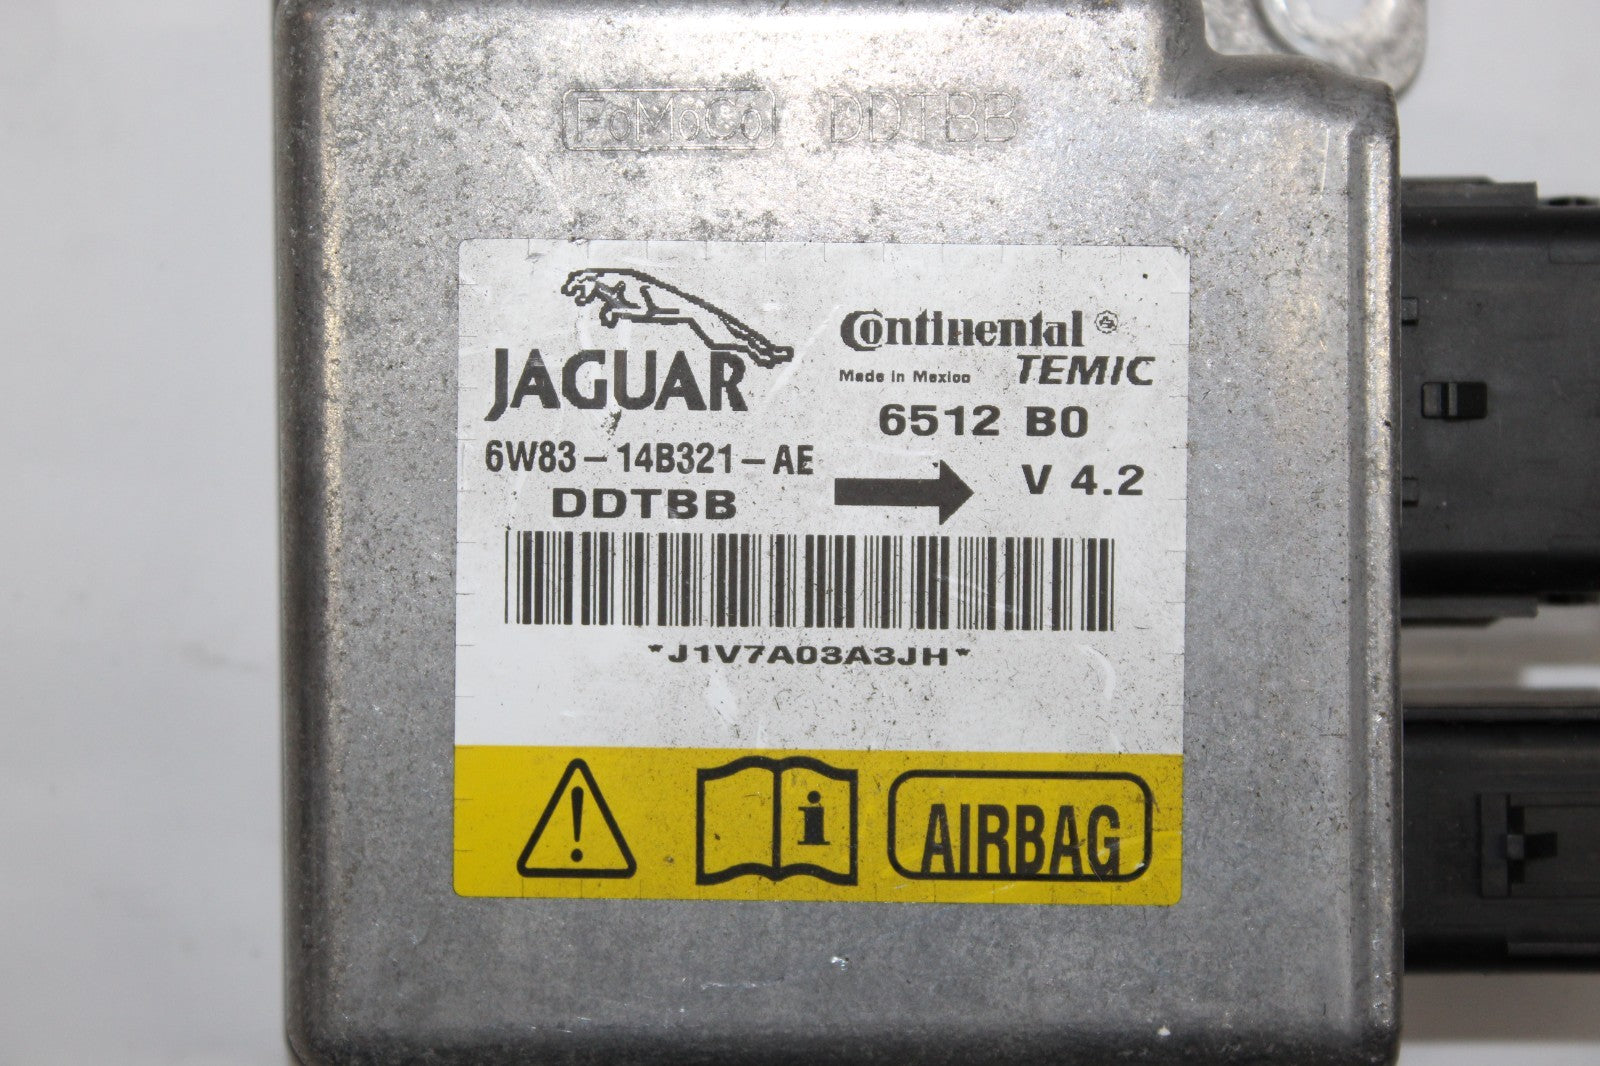 FoMoCo DDTBB
JAGUAR
Continental
Made in Mexico TEMIC
6512 B0
6W83-14B321-AE
V 4.2
DDTBB
*J1V7A03A3JH*
i
AIRBAG